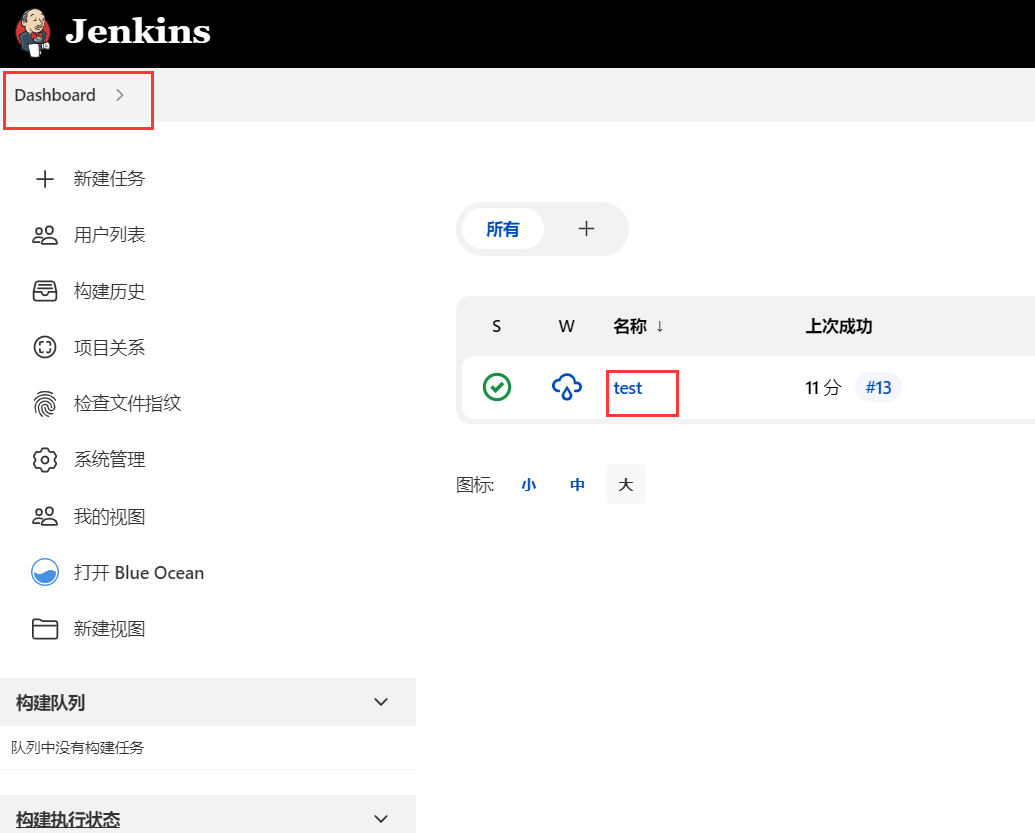 Jenkins
Dashboard
新建任务
用户列表
构建历史
项目关系
检查文件指纹
系统管理
我的视图
打开 Blue Ocean
新建视图
构建队列
队列中没有构建任务
构建执行状态
所有 +
S W 名称 ↓ 上次成功
test 11 分 #13
图标: 小 中 大